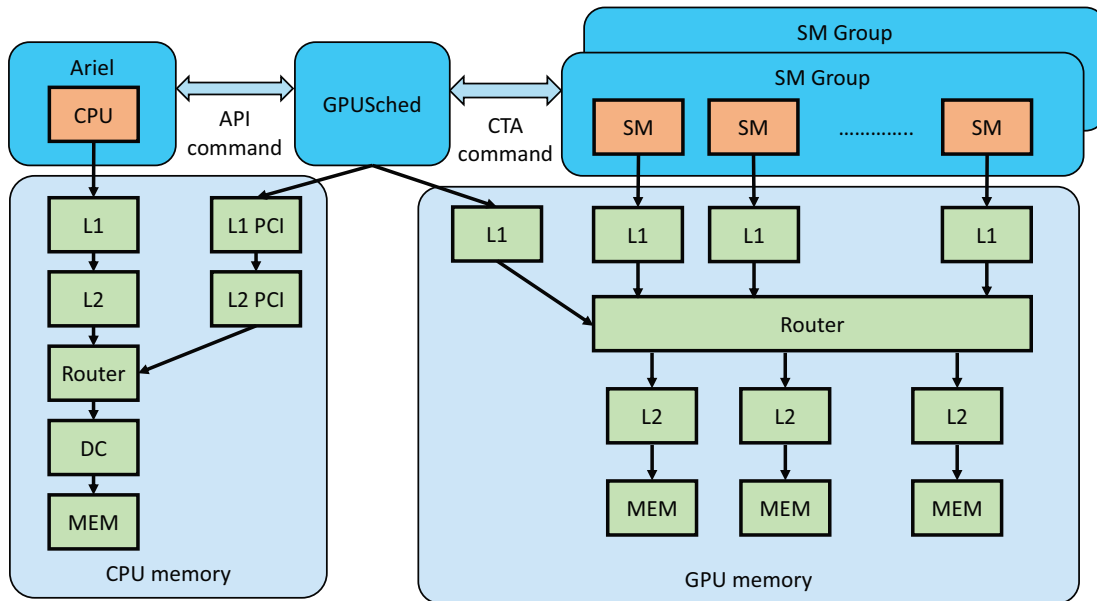 SM Group
Ariel
CPU
API
command
GPUSched
CTA
command
SM Group
SM
SM
…………..
SM
L1
L1 PCI
L2
L2 PCI
Router
DC
MEM
CPU memory
L1
L1
L1
L1
Router
L2
L2
L2
MEM
MEM
MEM
GPU memory